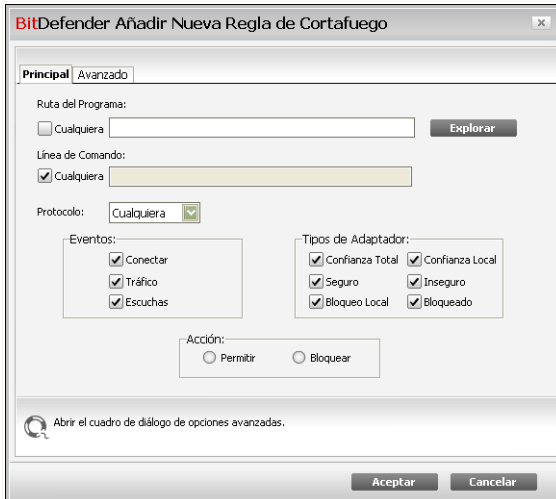 BitDefender Añadir Nueva Regla de Cortafuego
Principal Avanzado
Ruta del Programa:
Cualquiera Explorar
Línea de Comando:
Cualquiera
Protocolo: Cualquiera
Eventos: Tipos de Adaptador:
Conectar Confianza Total Confianza Local
Tráfico Seguro Inseguro
Escuchas Bloqueo Local Bloqueado
Acción:
Permitir Bloquear
Abrir el cuadro de diálogo de opciones avanzadas.
Aceptar Cancelar